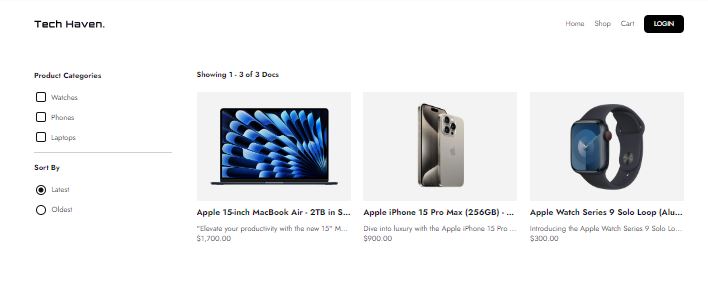 Tech Haven.
Home Shop Cart LOGIN
Product Categories
Watches
Phones
Laptops
Sort By
Latest
Oldest
Showing 1 - 3 of 3 Docs
Apple 15-inch MacBook Air - 2TB in S...
"Elevate your productivity with the new 15" M...
$1,700.00
Apple iPhone 15 Pro Max (256GB) - ...
Dive into luxury with the Apple iPhone 15 Pro ...
$900.00
Apple Watch Series 9 Solo Loop (Alu...
Introducing the Apple Watch Series 9 Solo Lo...
$300.00